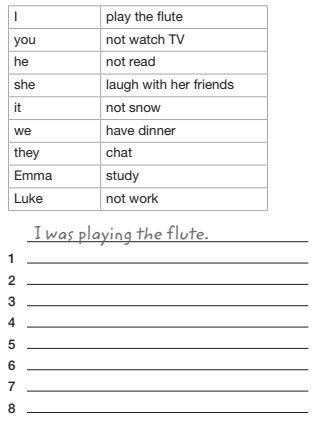 I play the flute
you not watch TV
he not read
she laugh with her friends
it not snow
we have dinner
they chat
Emma study
Luke not work
I was playing the flute.
1
2
3
4
5
6
7
8